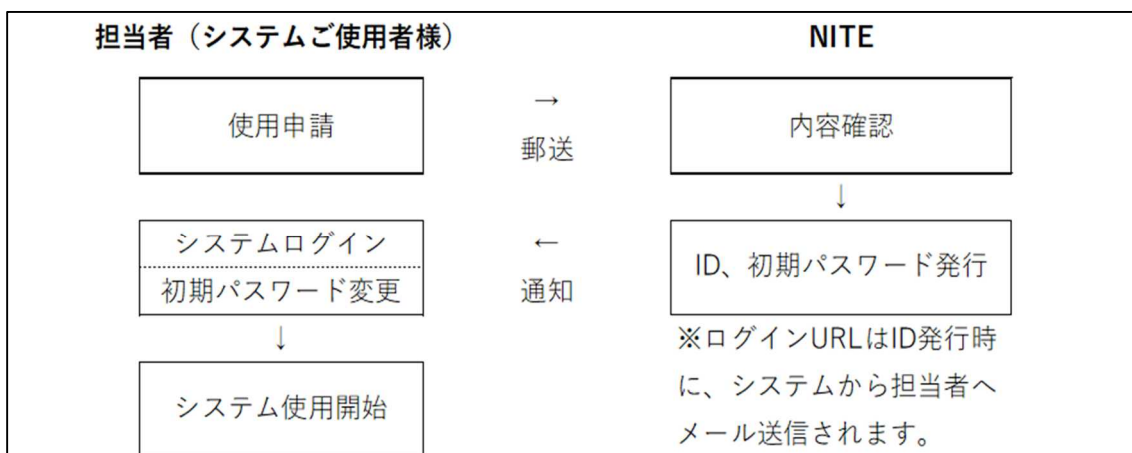 担当者（システムご使用者様）
NITE
使用申請
→
郵送
内容確認
↓
システムログイン
初期パスワード変更
←
通知
ID、初期パスワード発行
↓
システム使用開始
※ログインURLはID発行時
に、システムから担当者へ
メール送信されます。